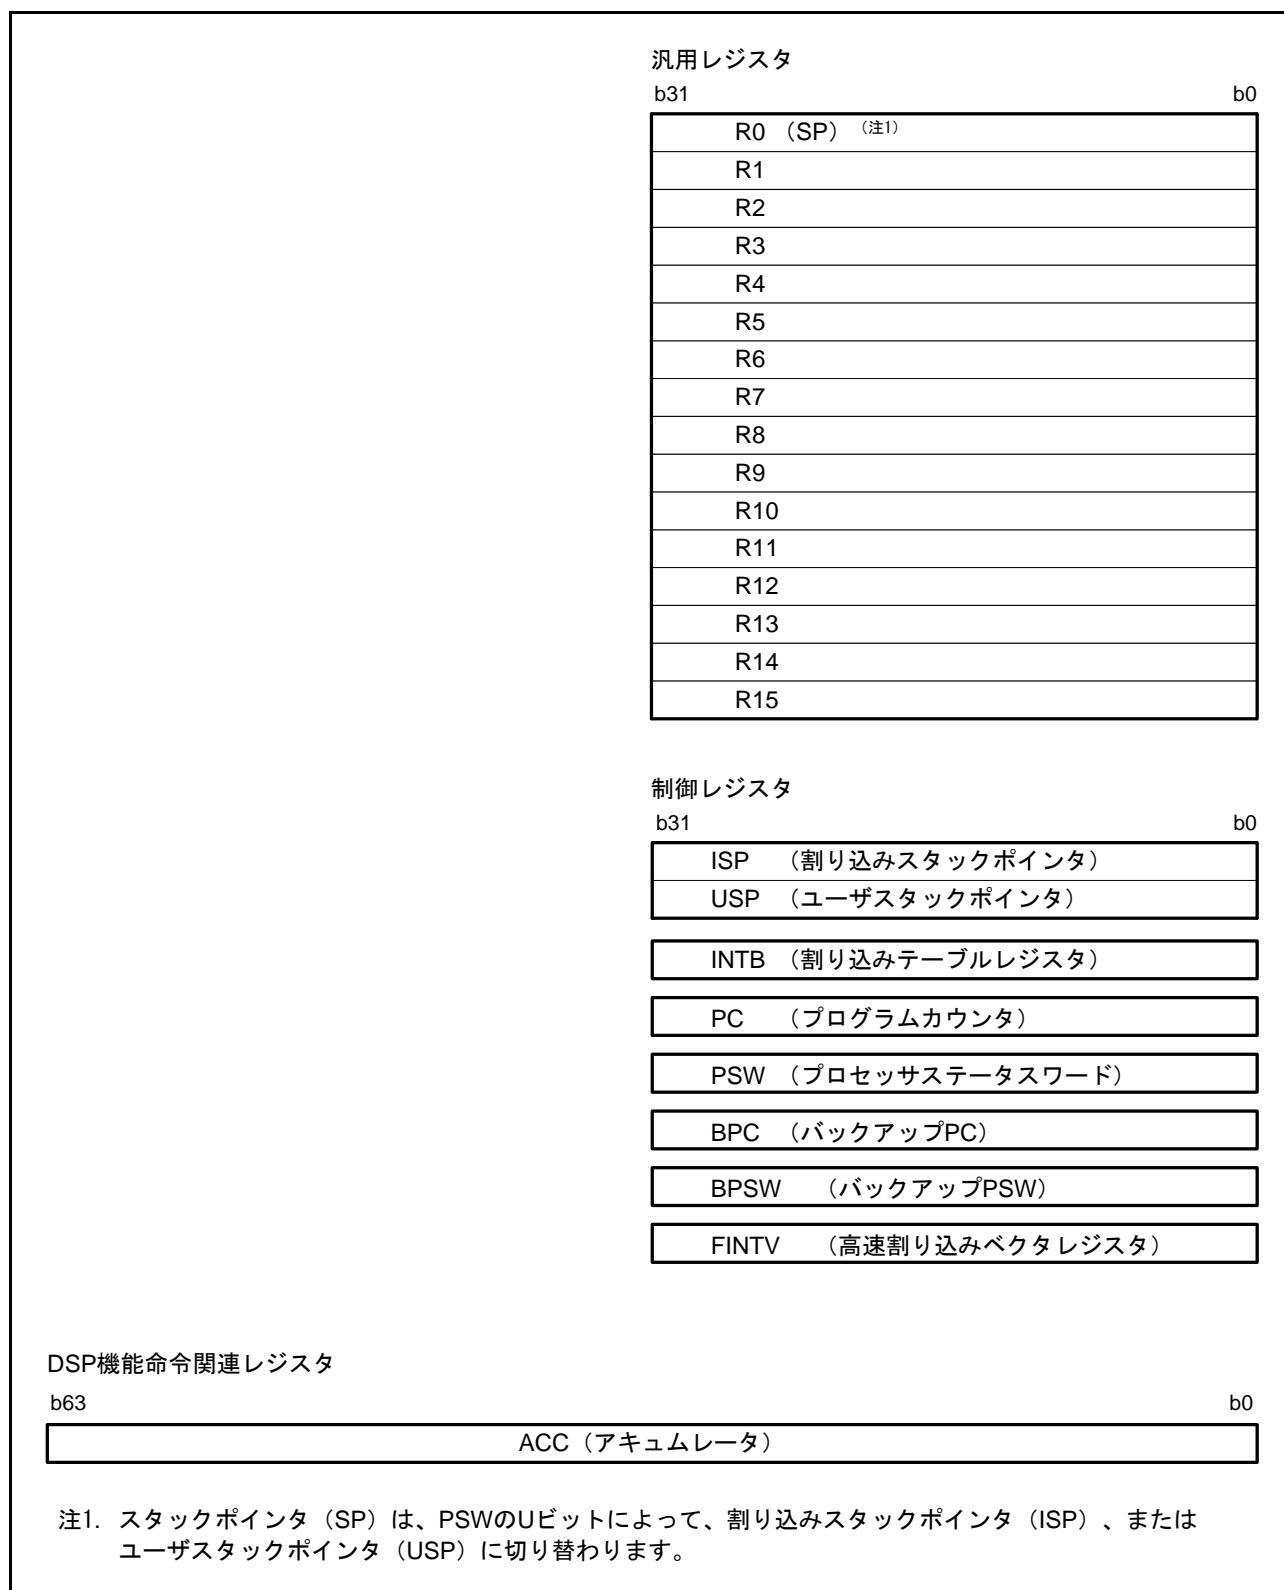 汎用レジスタ
b31 b0
R0 （SP）（注1）
R1
R2
R3
R4
R5
R6
R7
R8
R9
R10
R11
R12
R13
R14
R15
制御レジスタ
b31 b0
ISP （割り込みスタックポインタ）
USP （ユーザスタックポインタ）
INTB （割り込みテーブルレジスタ）
PC （プログラムカウンタ）
PSW （プロセッサステータスワード）
BPC （バックアップPC）
BPSW （バックアップPSW）
FINTV （高速割り込みベクタレジスタ）
DSP機能命令関連レジスタ
b63 b0
ACC（アキュムレータ）
注1. スタックポインタ（SP）は、PSWのUビットによって、割り込みスタックポインタ（ISP）、または
ユーザスタックポインタ（USP）に切り替わります。